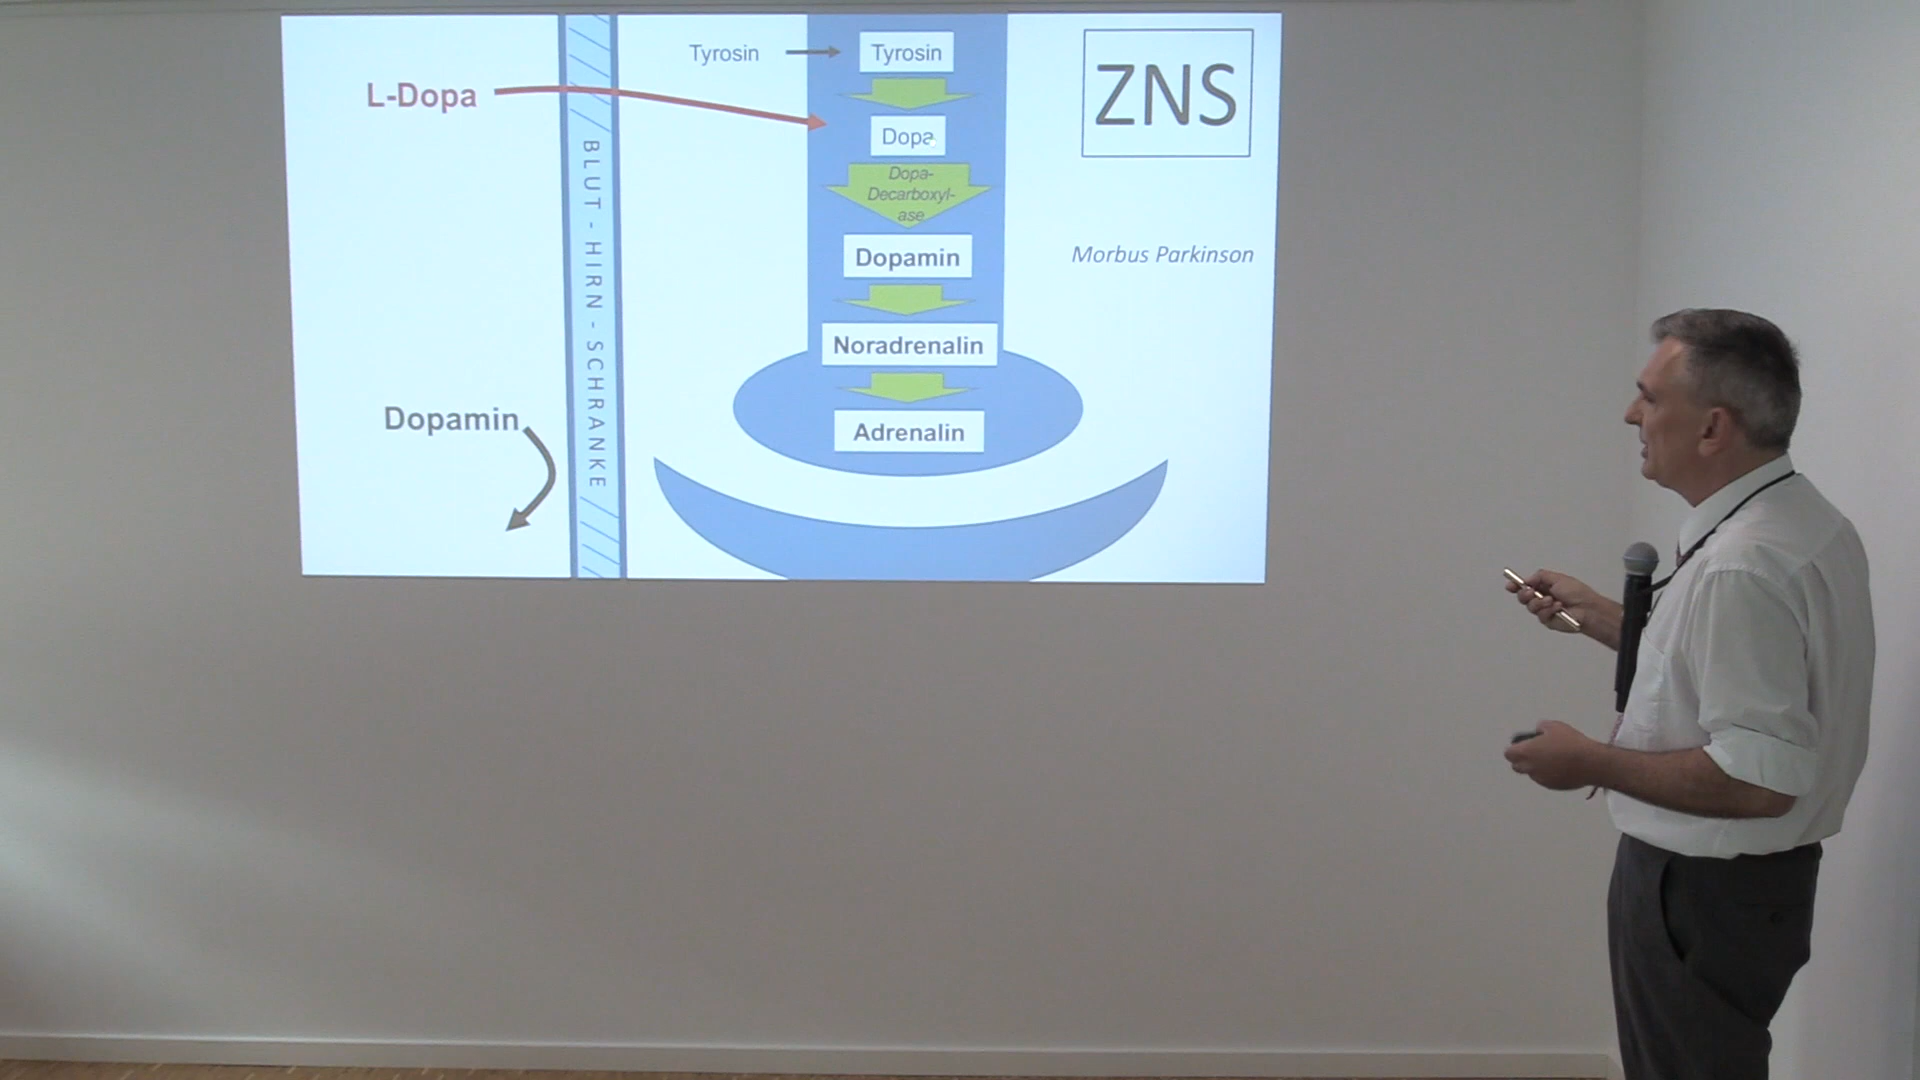 Tyrosin
Tyrosin
ZNS
L-Dopa
Dopa
Dopa-
Decarboxyl-
ase
BLUT - HIRN - SCHRANKE
Dopamin
Morbus Parkinson
Noradrenalin
Dopamin
Adrenalin